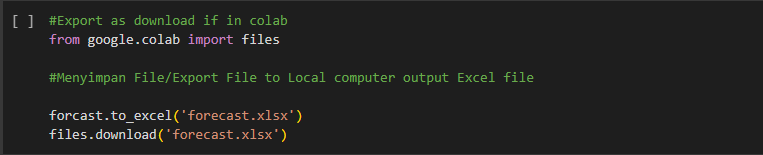 [ ] #Export as download if in colab
from google.colab import files
#Menyimpan File/Export File to Local computer output Excel file
forcast.to_excel('forecast.xlsx')
files.download('forecast.xlsx')